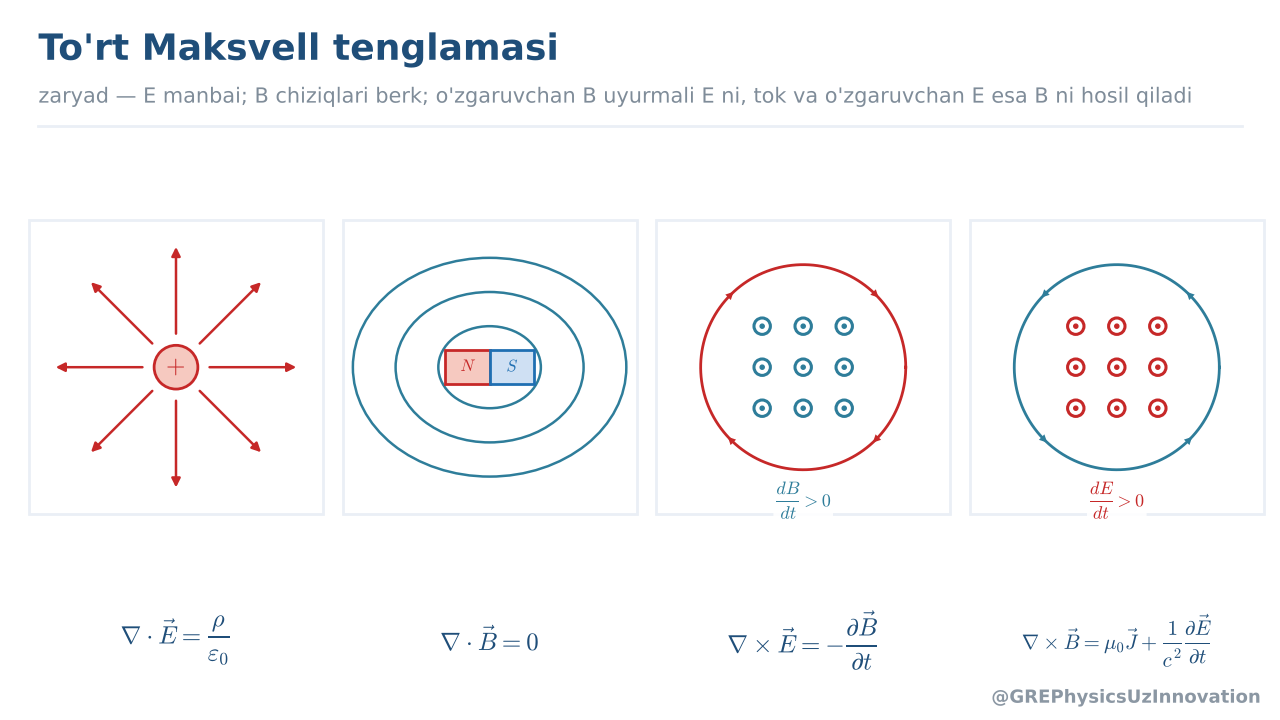 To'rt Maksvell tenglamasi
zaryad — E manbai; B chiziqlari berk; o'zgaruvchan B uyurmali E ni, tok va o'zgaruvchan E esa B ni hosil qiladi
+
N S
dB/dt > 0
dE/dt > 0
∇ · E⃗ = ρ/ε₀
∇ · B⃗ = 0
∇ × E⃗ = −∂B⃗/∂t
∇ × B⃗ = μ₀J⃗ + 1/c² ∂E⃗/∂t
@GREPhysicsUzInnovation